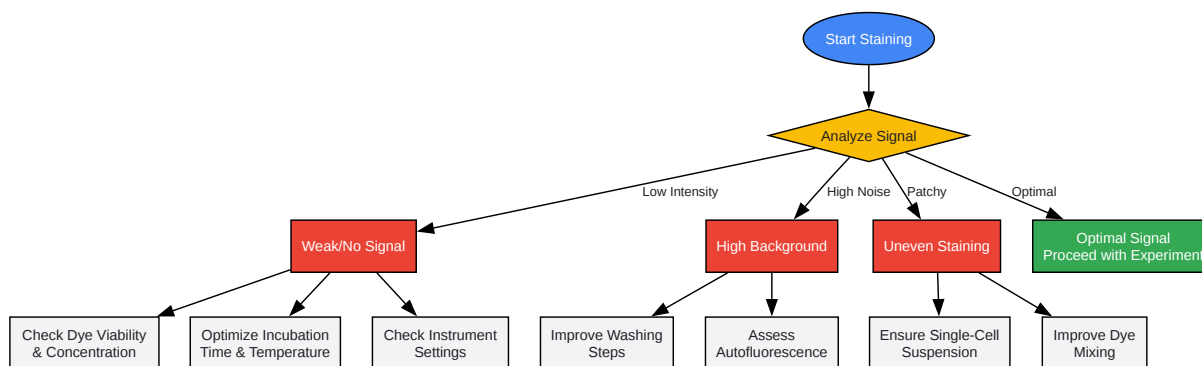 Start Staining
Analyze Signal
Low Intensity
High Noise
Patchy
Optimal
Weak/No Signal
High Background
Uneven Staining
Optimal Signal
Proceed with Experiment
Check Dye Viability
& Concentration
Optimize Incubation
Time & Temperature
Check Instrument
Settings
Improve Washing
Steps
Assess
Autofluorescence
Ensure Single-Cell
Suspension
Improve Dye
Mixing